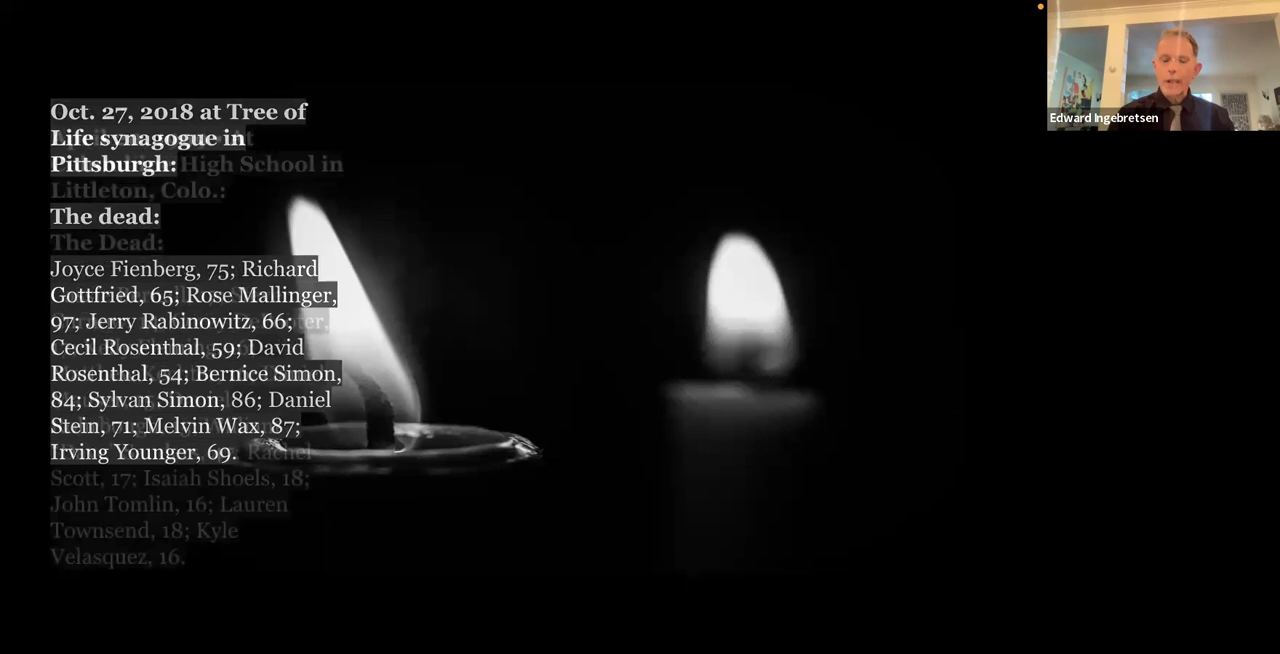 Oct. 27, 2018 at Tree of
Life synagogue in
Pittsburgh:
High School in
Littleton, Colo.:
The dead:
The Dead:
Joyce Fienberg, 75; Richard
Gottfried, 65; Rose Mallinger,
97; Jerry Rabinowitz, 66;
Cecil Rosenthal, 59; David
Rosenthal, 54; Bernice Simon,
84; Sylvan Simon, 86; Daniel
Stein, 71; Melvin Wax, 87;
Irving Younger, 69.
Rachel
Scott, 17; Isaiah Shoels, 18;
John Tomlin, 16; Lauren
Townsend, 18; Kyle
Velasquez, 16.
Edward Ingebretsen